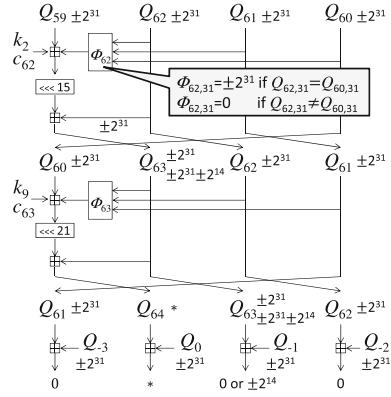 Q59 ±2^31 Q62 ±2^31 Q61 ±2^31 Q60 ±2^31
k2
c62
Φ62
<<< 15
Φ62,31=±2^31 if Q62,31=Q60,31
Φ62,31=0 if Q62,31≠Q60,31
±2^31
Q60 ±2^31 Q63 ±2^31 Q62 ±2^31 Q61 ±2^31
±2^31±2^14
k9
c63
Φ63
<<< 21
Q61 ±2^31 Q64 * Q63 ±2^31 Q62 ±2^31
±2^31±2^14
Q-3 Q0 Q-1 Q-2
±2^31 ±2^31 ±2^31 ±2^31
0 * 0 or ±2^14 0